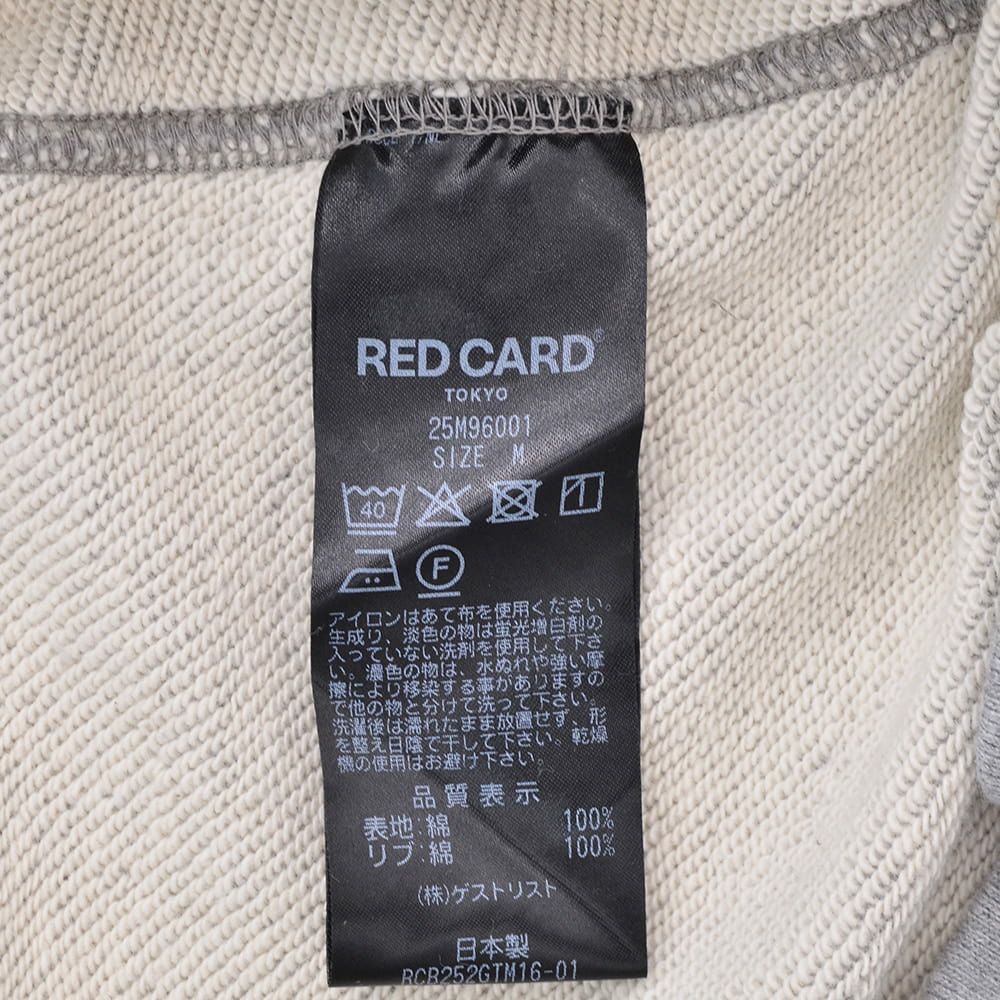 RED CARD©
TOKYO
25M96001
SIZE M
40
1
F
アイロンはあて布を使用ください。
生成り、淡色の物は蛍光増白剤の
入っていない洗剤を使用して下さ
い。濃色の物は、水ぬれや強い摩
擦により移染する事がありますの
で他の物と分けて洗って下さい。
洗濯後は濡れたまま放置せず、形
を整え日陰で干して下さい。乾燥
機の使用はお避け下さい。
品質表示
表地:綿 100%
リブ:綿 100%
(株)ゲストリスト
日本製
RCR252GTM16-01